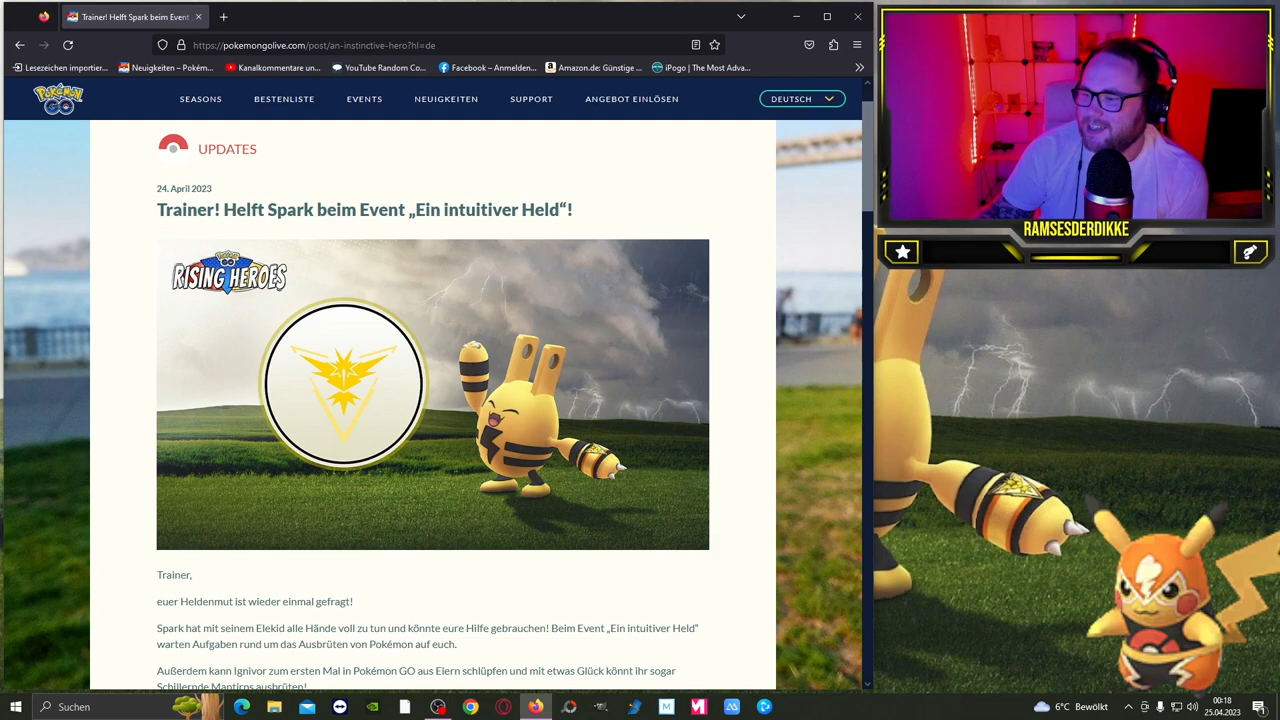 Trainer! Helft Spark beim Event
https://pokemongolive.com/post/an-instinctive-hero?hl=de
Lesezeichen importier...
Neuigkeiten – Pokém...
Kanalkommentare un...
YouTube Random Co...
Facebook – Anmelden...
Amazon.de: Günstige ...
iPogo | The Most Adva...
POKÉMON GO
SEASONS
BESTENLISTE
EVENTS
NEUIGKEITEN
SUPPORT
ANGEBOT EINLÖSEN
DEUTSCH
UPDATES
24. April 2023
Trainer! Helft Spark beim Event „Ein intuitiver Held“!
RISING HEROES
Trainer,
euer Heldenmut ist wieder einmal gefragt!
Spark hat mit seinem Elekid alle Hände voll zu tun und könnte eure Hilfe gebrauchen! Beim Event „Ein intuitiver Held“
warten Aufgaben rund um das Ausbrüten von Pokémon auf euch.
Außerdem kann Ignivor zum ersten Mal in Pokémon GO aus Eiern schlüpfen und mit etwas Glück könnt ihr sogar
Schillernde Mantirps ausbrüten!
RAMSESDERDIKKE
Suchen
6°C Bewölkt
00:18
25.04.2023